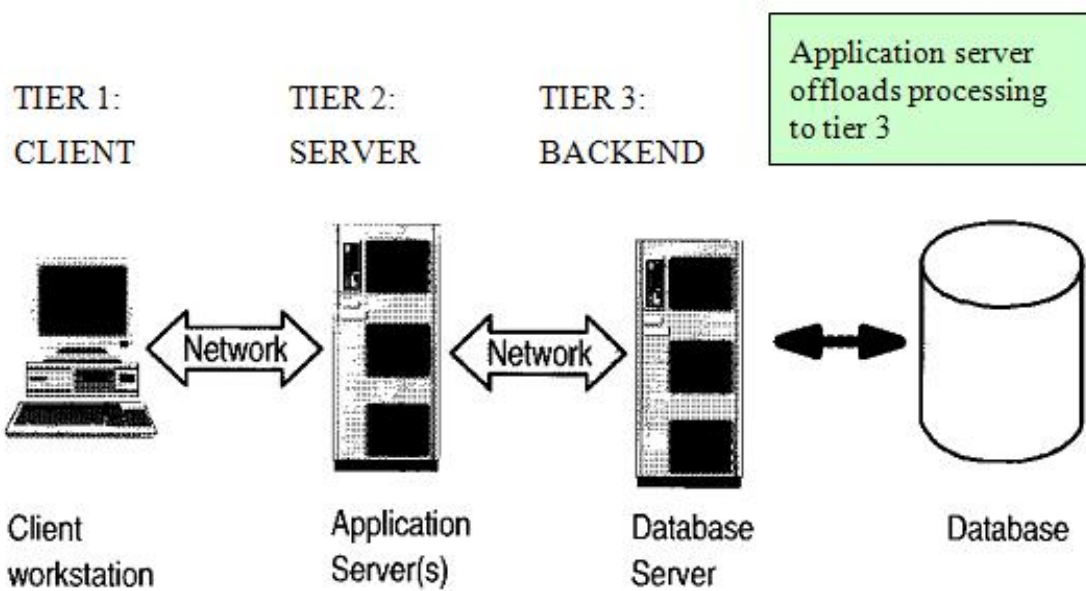 Application server
offloads processing
to tier 3
TIER 1:
CLIENT
TIER 2:
SERVER
TIER 3:
BACKEND
Network
Network
Client
workstation
Application
Server(s)
Database
Server
Database